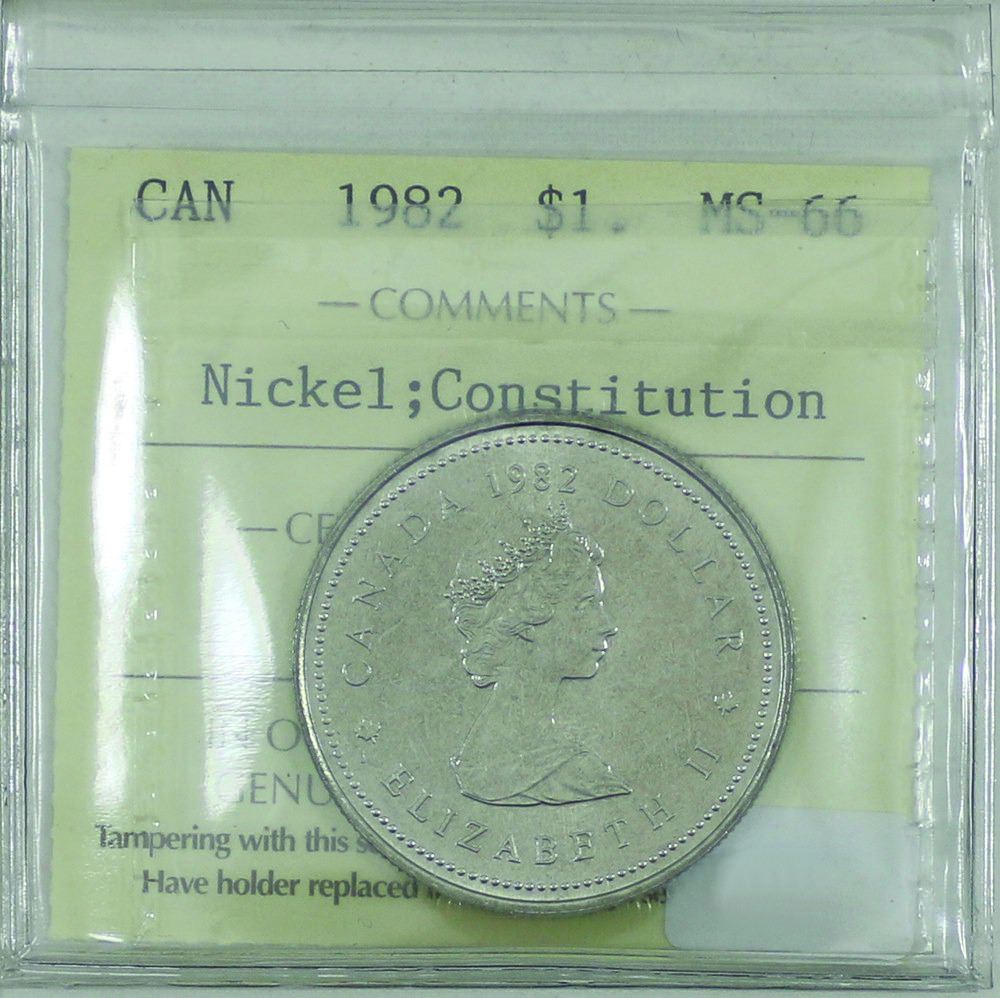 CAN 1982 $1. MS-66
— COMMENTS —
Nickel;Constitution
CANADA 1982 DOLLAR
ELIZABETH II
Tampering with this
Have holder replaced